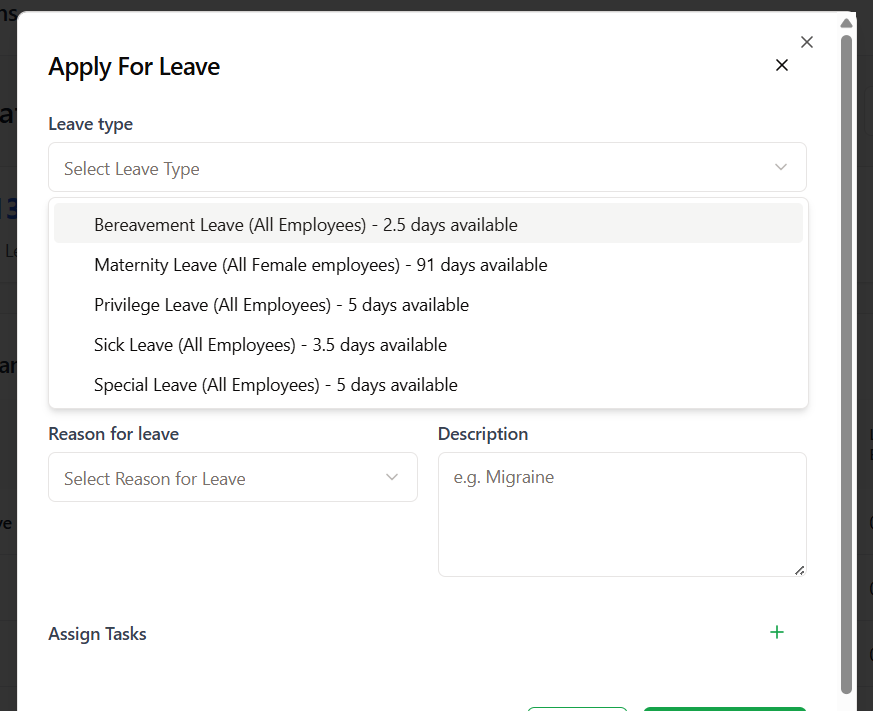 Apply For Leave
Leave type
Select Leave Type
Bereavement Leave (All Employees) - 2.5 days available
Maternity Leave (All Female employees) - 91 days available
Privilege Leave (All Employees) - 5 days available
Sick Leave (All Employees) - 3.5 days available
Special Leave (All Employees) - 5 days available
Reason for leave
Description
Select Reason for Leave
e.g. Migraine
Assign Tasks